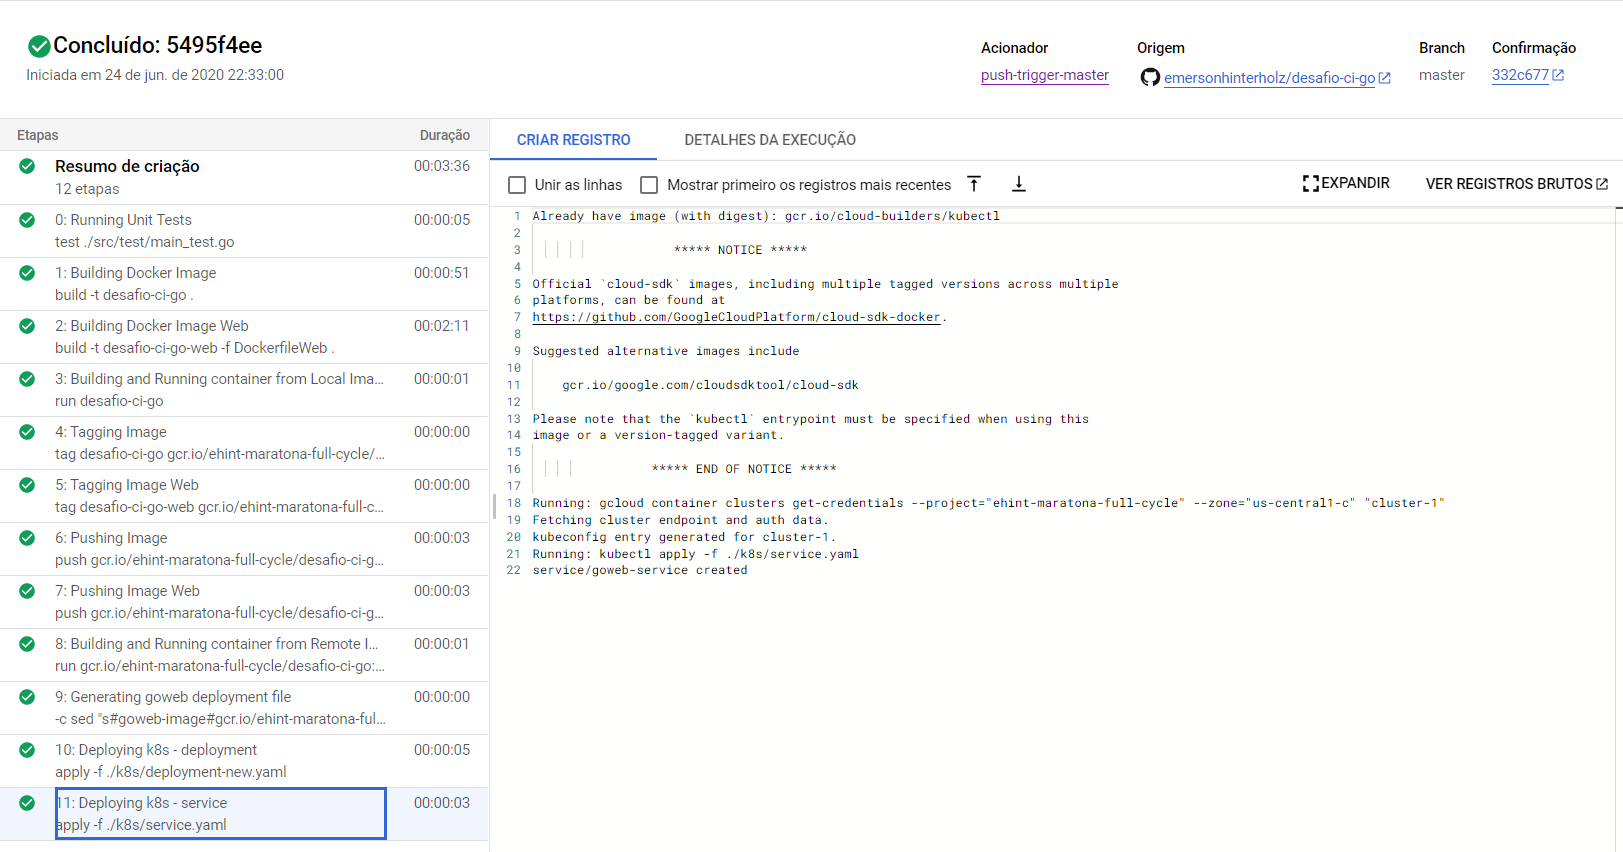 Concluído: 5495f4ee
Iniciada em 24 de jun. de 2020 22:33:00
Acionador
push-trigger-master
Origem
emersonhinterholz/desafio-ci-go
Branch
master
Confirmação
332c677
Etapas Duração
Resumo de criação 00:03:36
12 etapas
0: Running Unit Tests 00:00:05
test ./src/test/main_test.go
1: Building Docker Image 00:00:51
build -t desafio-ci-go .
2: Building Docker Image Web 00:02:11
build -t desafio-ci-go-web -f DockerfileWeb .
3: Building and Running container from Local Ima... 00:00:01
run desafio-ci-go
4: Tagging Image 00:00:00
tag desafio-ci-go gcr.io/ehint-maratona-full-cycle/...
5: Tagging Image Web 00:00:00
tag desafio-ci-go-web gcr.io/ehint-maratona-full-c...
6: Pushing Image 00:00:03
push gcr.io/ehint-maratona-full-cycle/desafio-ci-g...
7: Pushing Image Web 00:00:03
push gcr.io/ehint-maratona-full-cycle/desafio-ci-g...
8: Building and Running container from Remote I... 00:00:01
run gcr.io/ehint-maratona-full-cycle/desafio-ci-go:...
9: Generating goweb deployment file 00:00:00
-c sed "s#goweb-image#gcr.io/ehint-maratona-ful...
10: Deploying k8s - deployment 00:00:05
apply -f ./k8s/deployment-new.yaml
11: Deploying k8s - service 00:00:03
apply -f ./k8s/service.yaml
CRIAR REGISTRO DETALHES DA EXECUÇÃO
Unir as linhas Mostrar primeiro os registros mais recentes EXPANDIR VER REGISTROS BRUTOS
1 Already have image (with digest): gcr.io/cloud-builders/kubectl
2
3 ***** NOTICE *****
4
5 Official `cloud-sdk` images, including multiple tagged versions across multiple
6 platforms, can be found at
7 https://github.com/GoogleCloudPlatform/cloud-sdk-docker.
8
9 Suggested alternative images include
10
11 gcr.io/google.com/cloudsdktool/cloud-sdk
12
13 Please note that the `kubectl` entrypoint must be specified when using this
14 image or a version-tagged variant.
15
16 ***** END OF NOTICE *****
17
18 Running: gcloud container clusters get-credentials --project="ehint-maratona-full-cycle" --zone="us-central1-c" "cluster-1"
19 Fetching cluster endpoint and auth data.
20 kubeconfig entry generated for cluster-1.
21 Running: kubectl apply -f ./k8s/service.yaml
22 service/goweb-service created